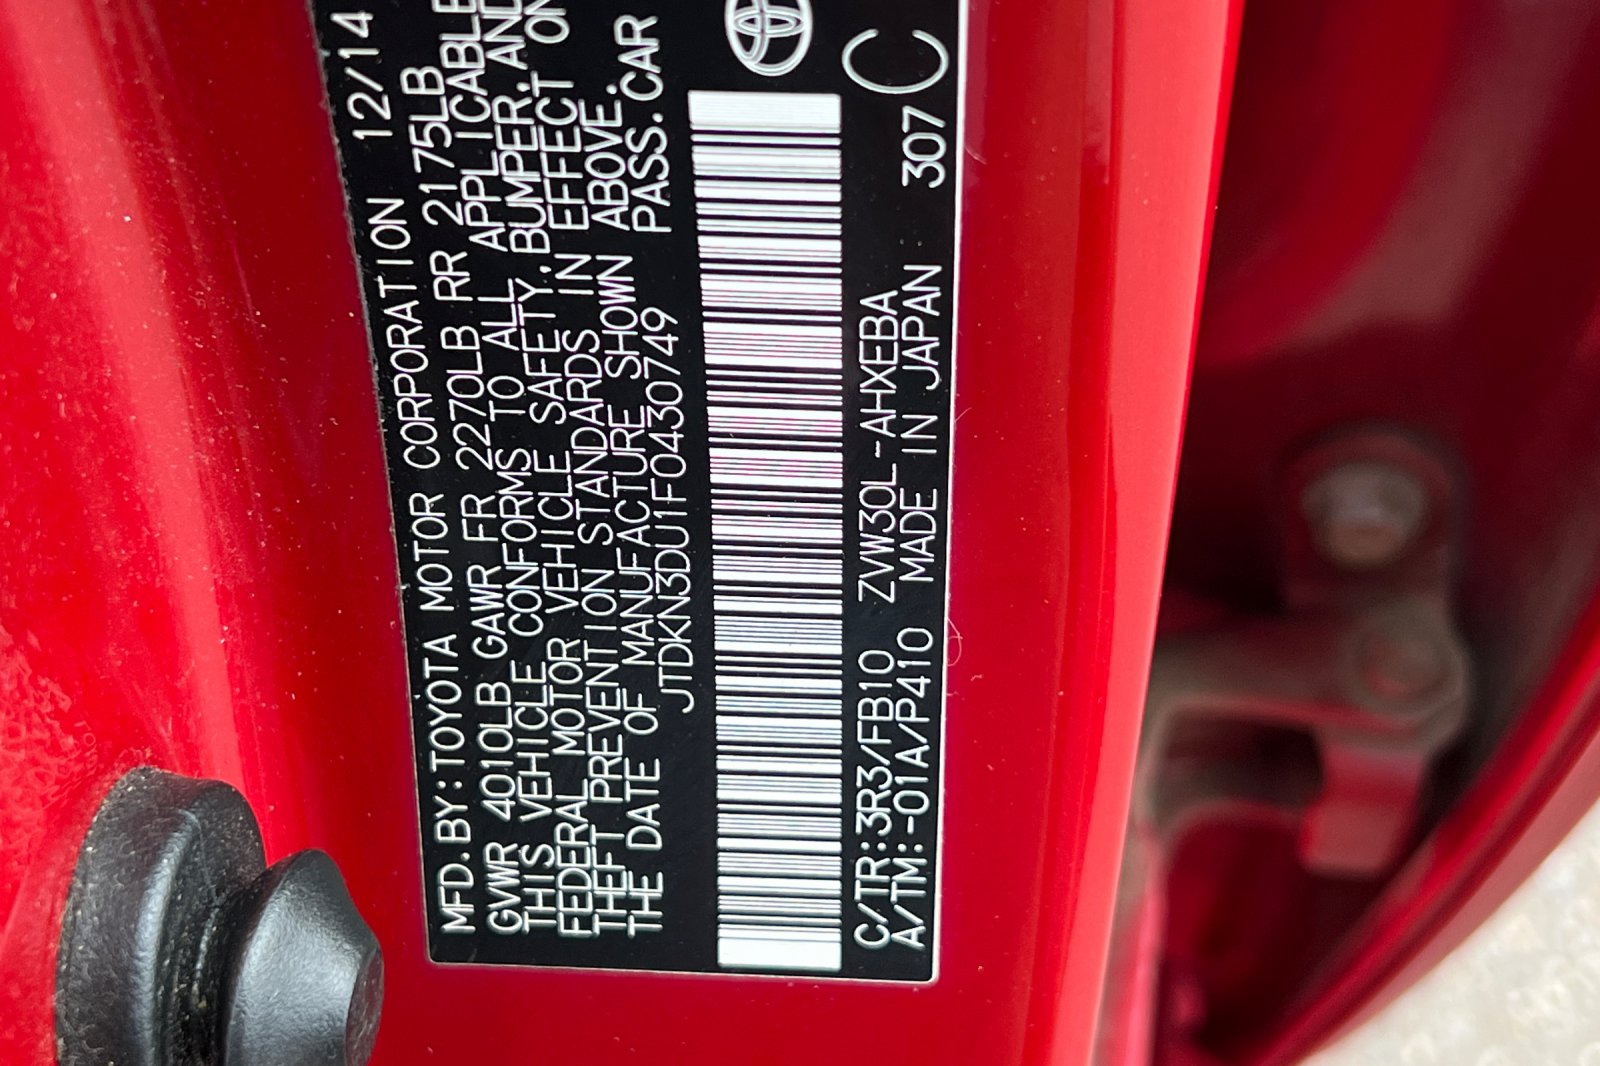 MFD.BY:TOYOTA MOTOR CORPORATION 12/14
GVWR 4010LB GAWR FR 2270LB RR 2175LB
THIS VEHICLE CONFORMS TO ALL APPLICABLE
FEDERAL MOTOR VEHICLE SAFETY,BUMPER,AND
THEFT PREVENTION STANDARDS IN EFFECT ON
THE DATE OF MANUFACTURE SHOWN ABOVE.
JTDKN3DU1F0430749 PASS.CAR
C/TR:3R3/FB10 ZVW30L-AHXEBA C
A/TM:-01A/P410 MADE IN JAPAN 307